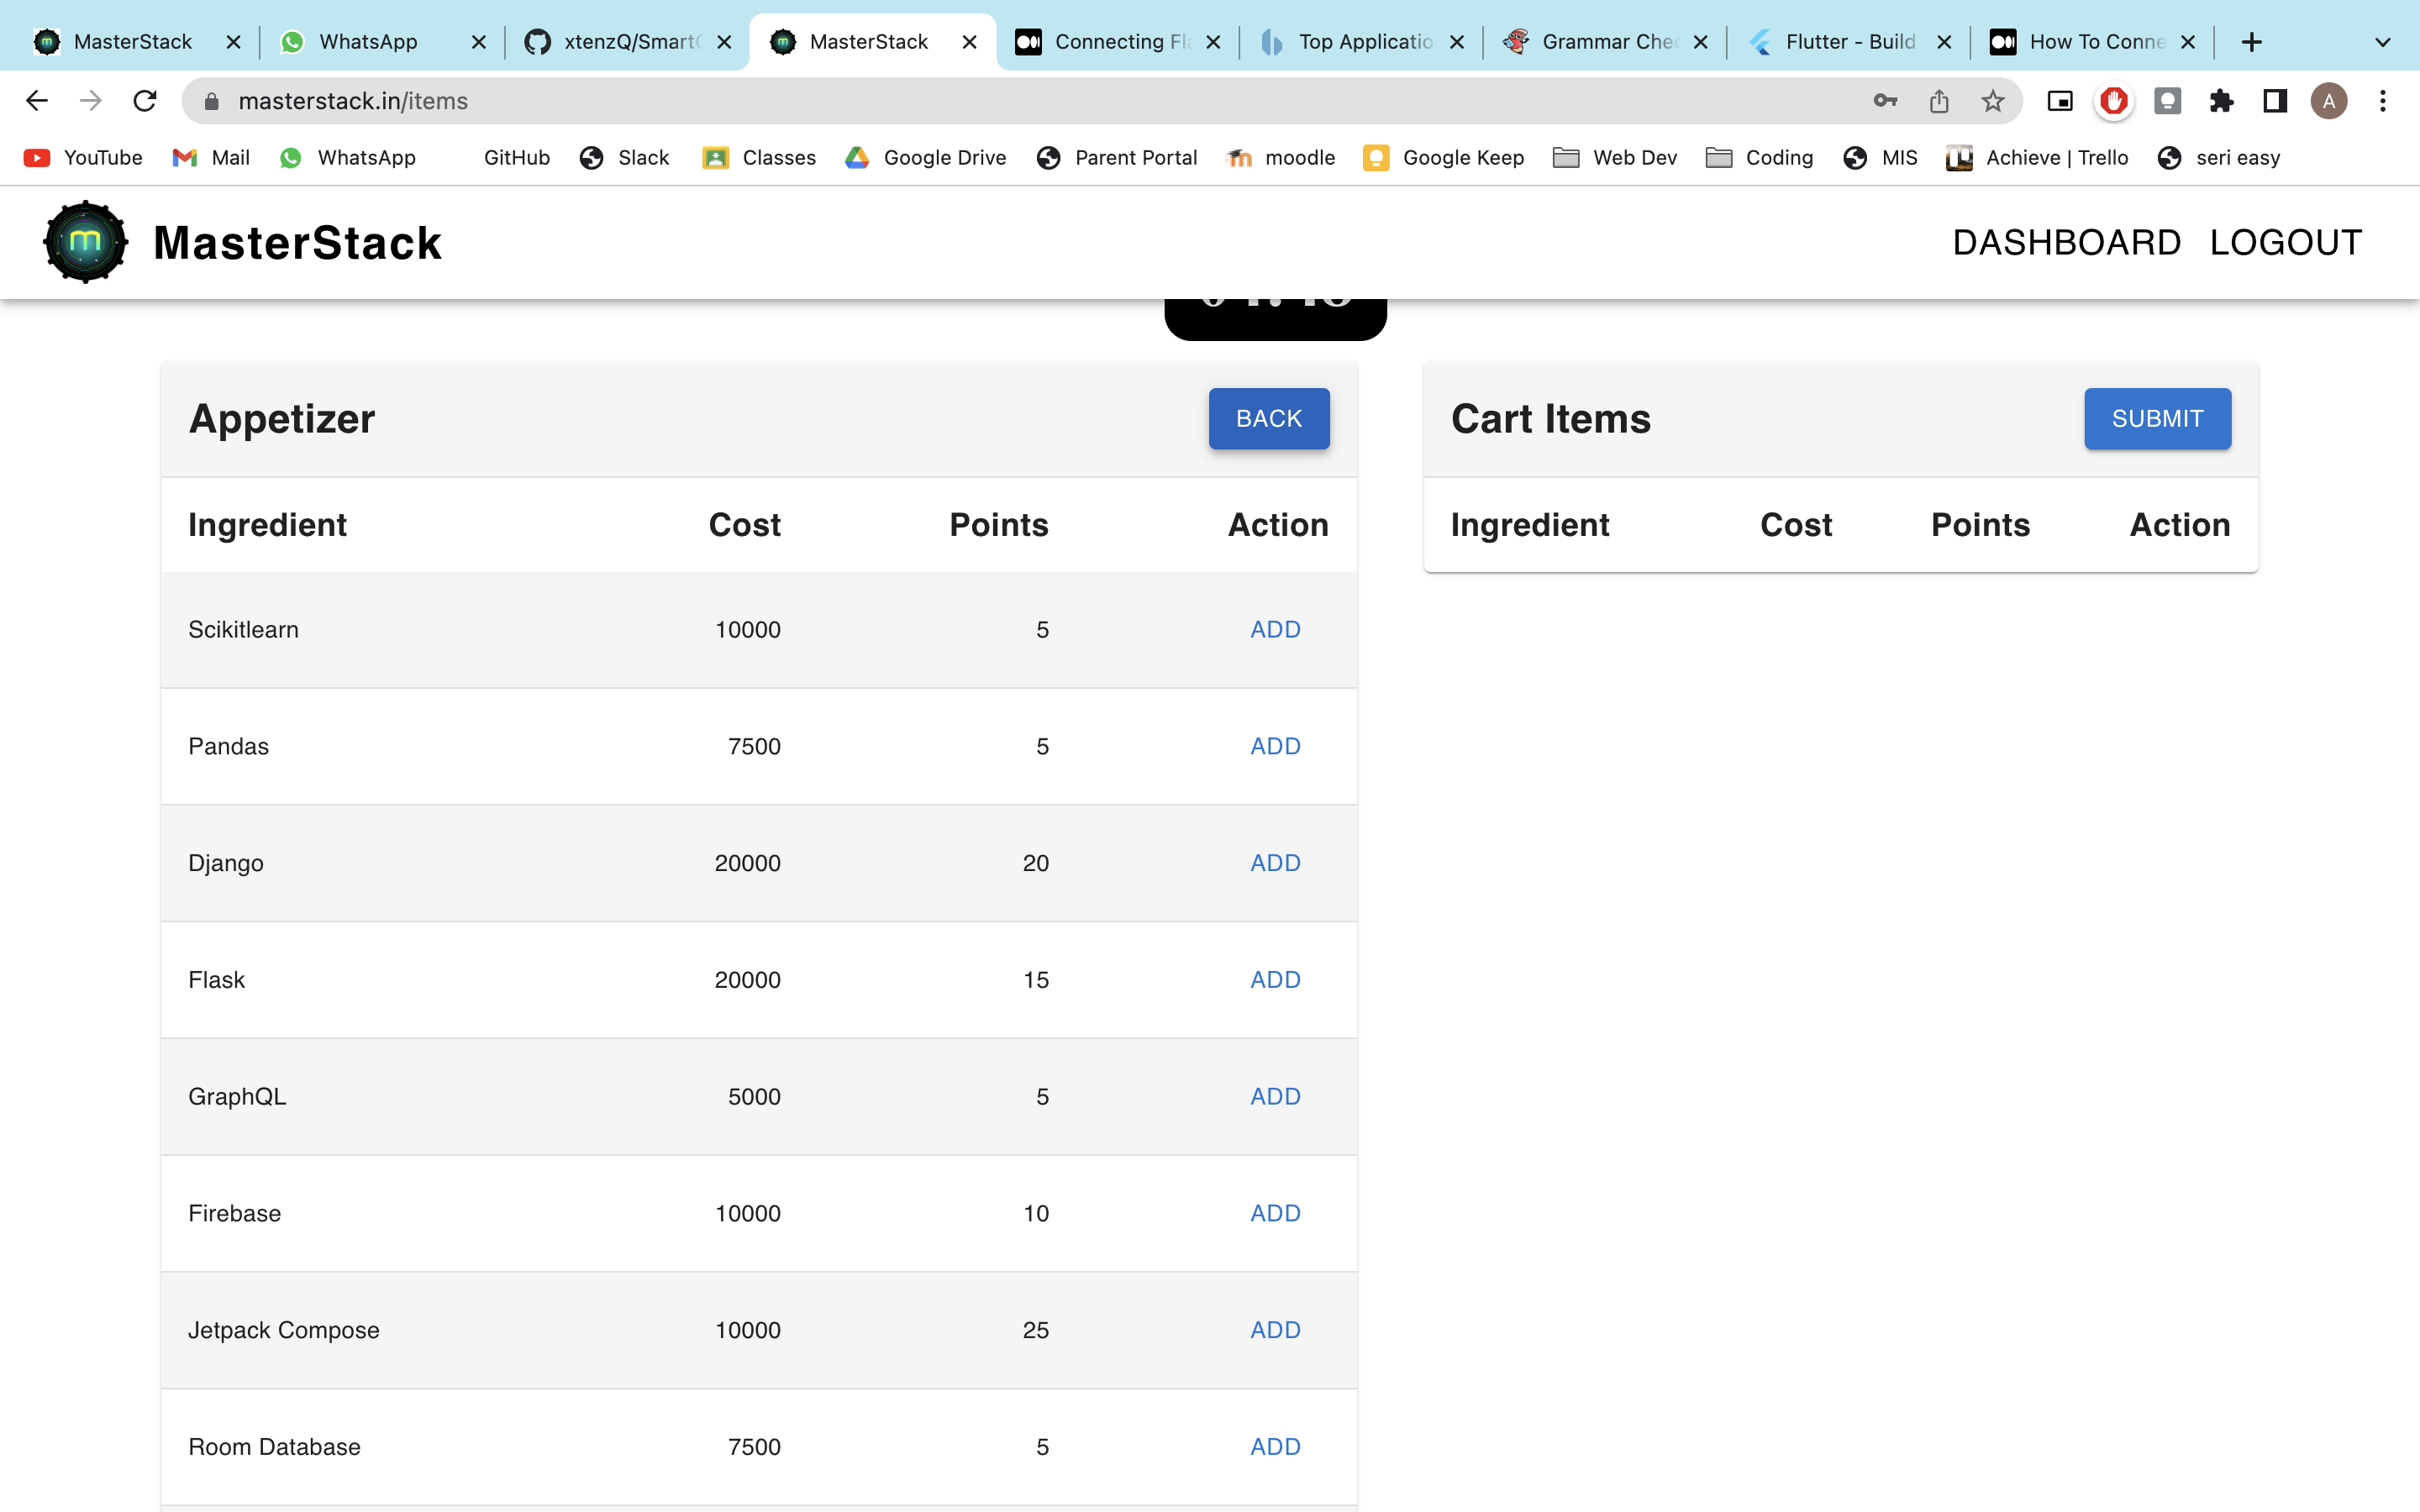 MasterStack WhatsApp xtenzQ/Smart MasterStack Connecting Top Applicatio Grammar Chec Flutter - Build How To Conne
masterstack.in/items A
YouTube Mail WhatsApp GitHub Slack Classes Google Drive Parent Portal moodle Google Keep Web Dev Coding MIS Achieve | Trello seri easy
m MasterStack DASHBOARD LOGOUT
Appetizer BACK
Ingredient Cost Points Action
Scikitlearn 10000 5 ADD
Pandas 7500 5 ADD
Django 20000 20 ADD
Flask 20000 15 ADD
GraphQL 5000 5 ADD
Firebase 10000 10 ADD
Jetpack Compose 10000 25 ADD
Room Database 7500 5 ADD
Cart Items SUBMIT
Ingredient Cost Points Action